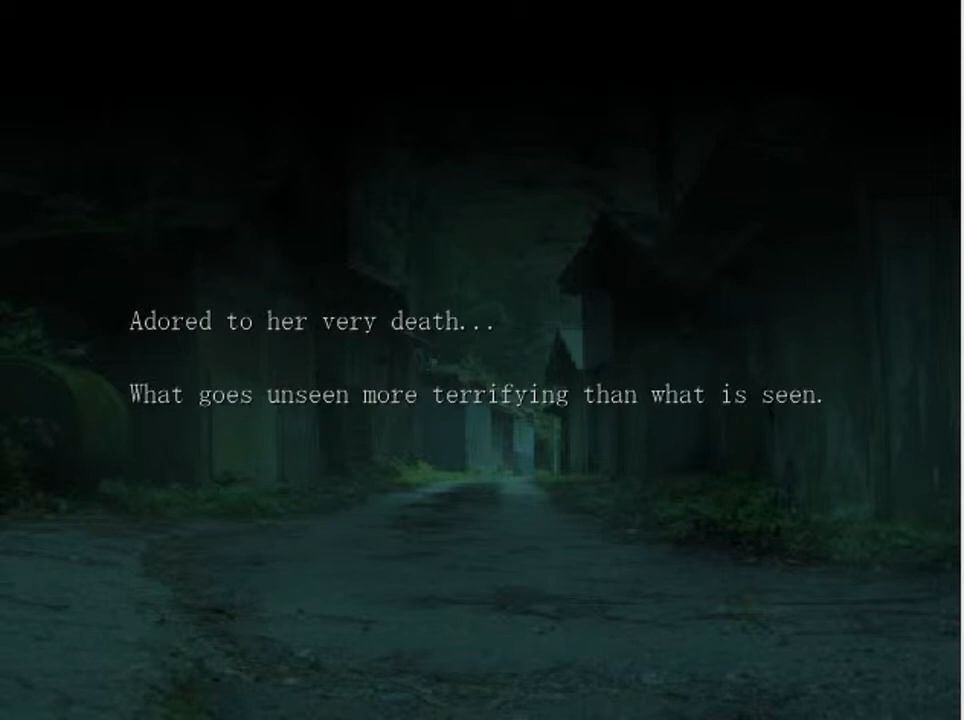 Adored to her very death...
What goes unseen more terrifying than what is seen.